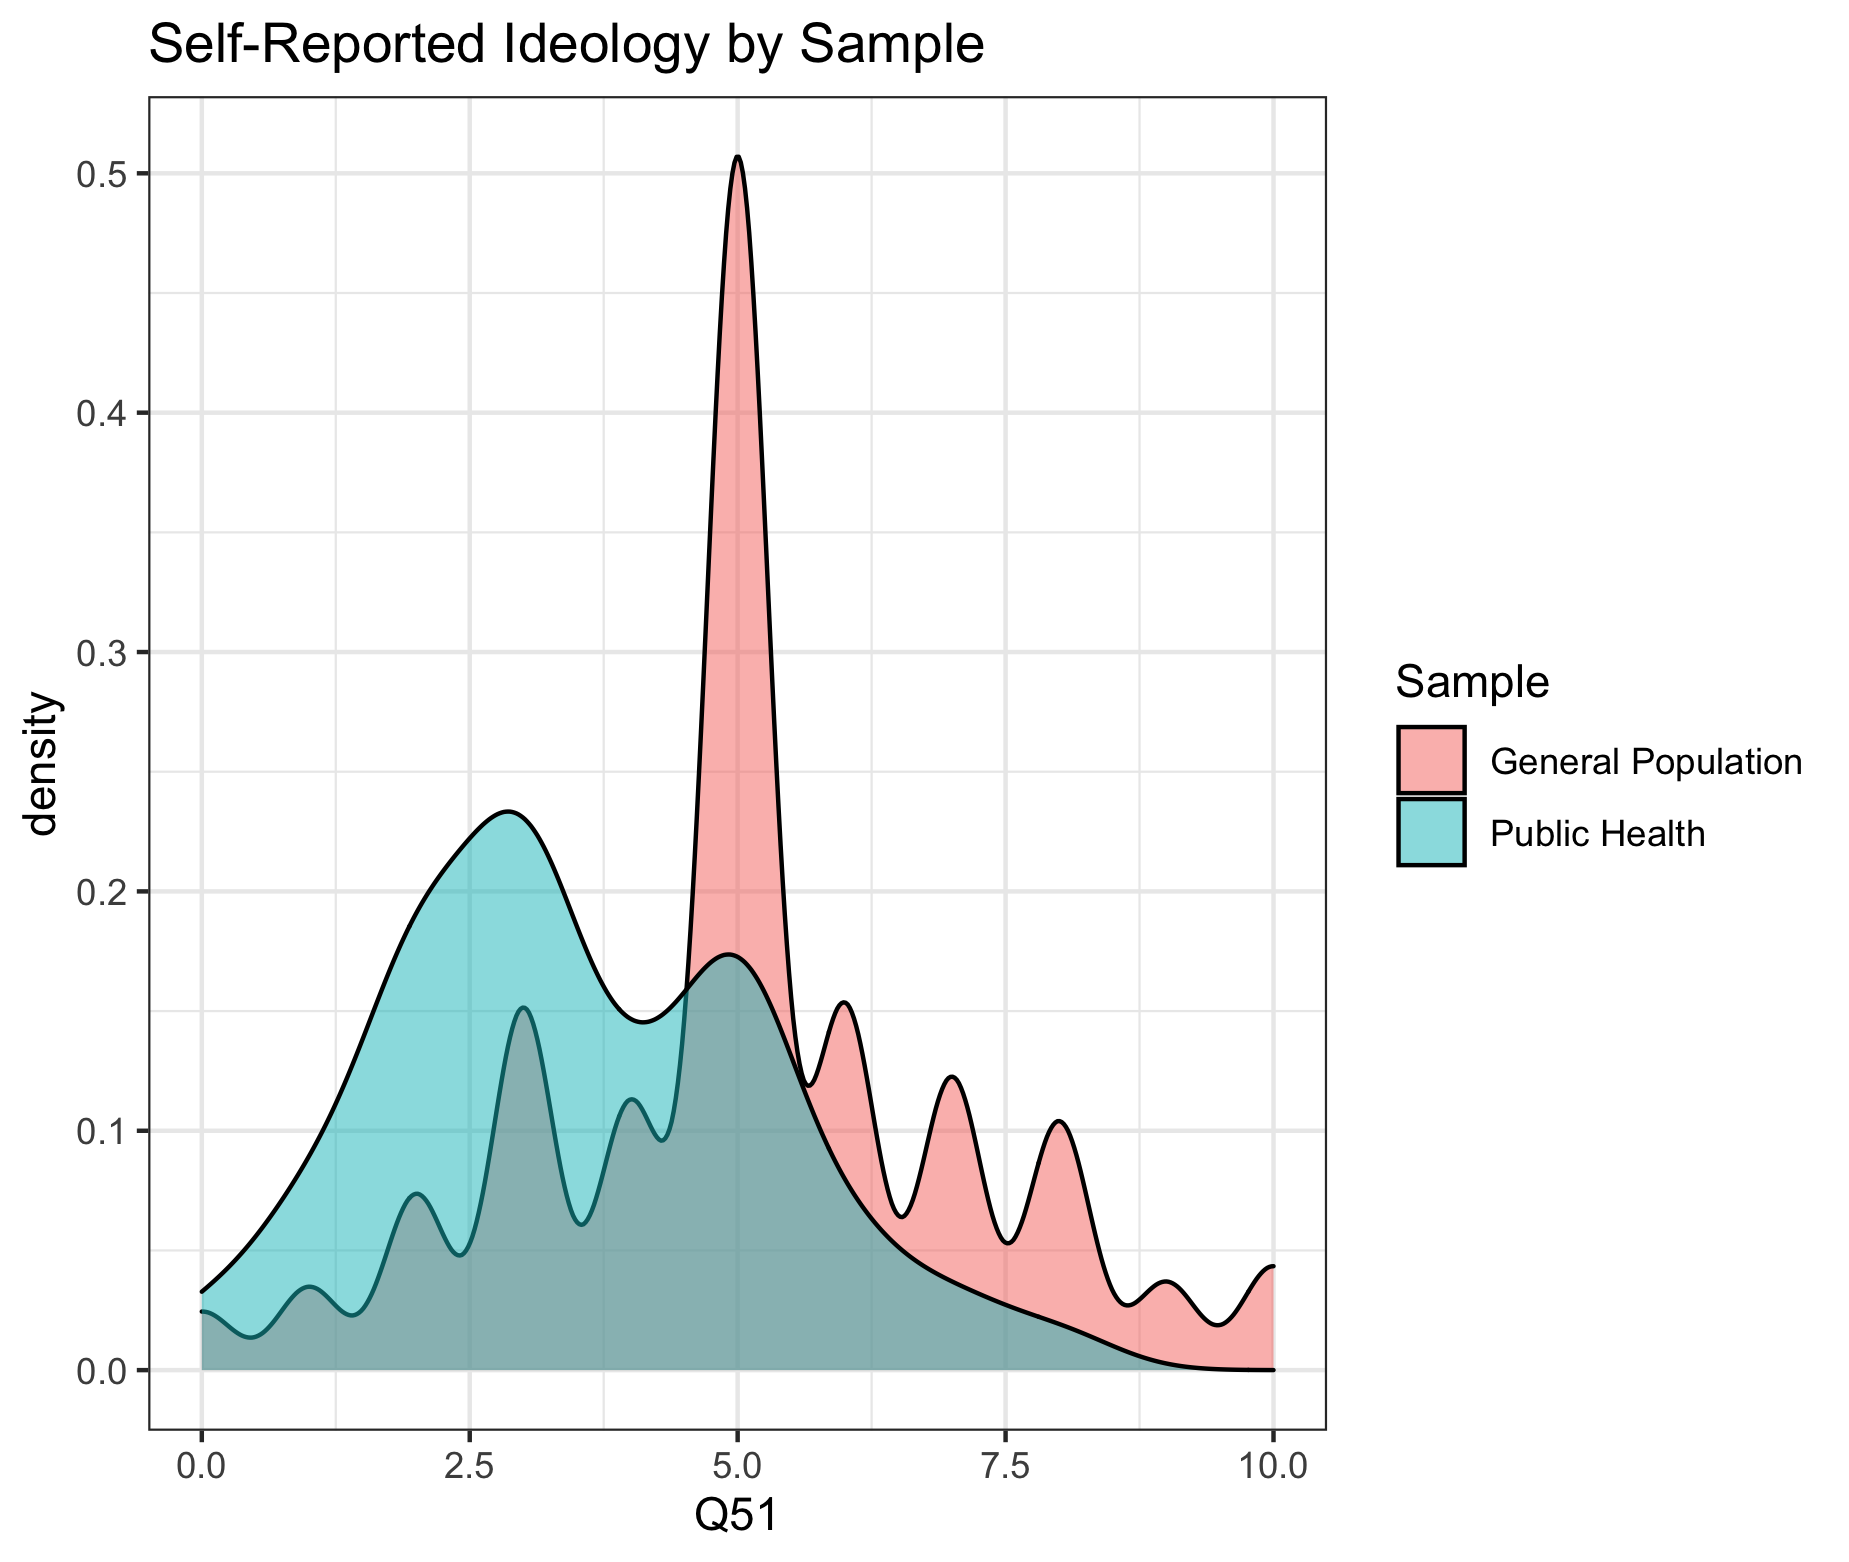 Self-Reported Ideology by Sample
0.5
0.4
0.3
0.2
0.1
0.0
density
0.0 2.5 5.0 7.5 10.0
Q51
Sample
General Population
Public Health